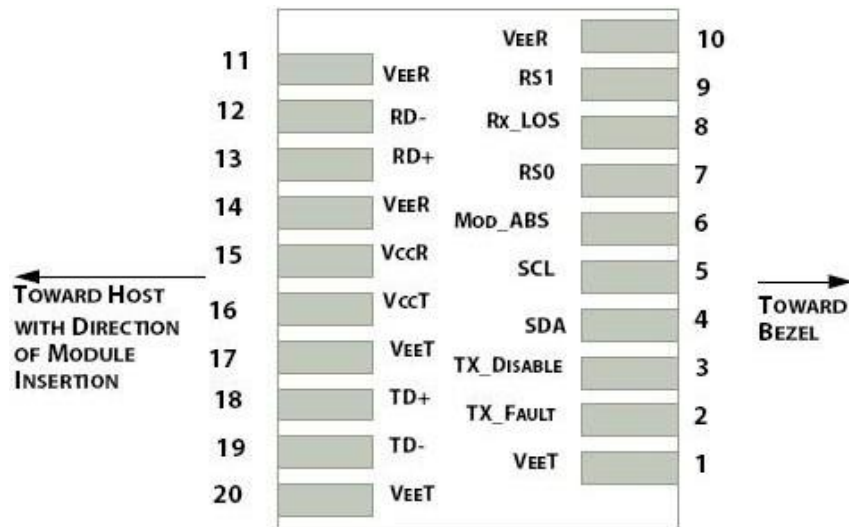 VEER 10
11 VEER
RS1 9
12 RD-
Rx_LOS 8
13 RD+
RS0 7
14 VEER
MOD_ABS 6
15 VCCR
SCL 5
TOWARD HOST
WITH DIRECTION
OF MODULE
INSERTION
TOWARD
BEZEL
16 VCCT
SDA 4
17 VEET
TX_DISABLE 3
18 TD+
TX_FAULT 2
19 TD-
VEET 1
20 VEET